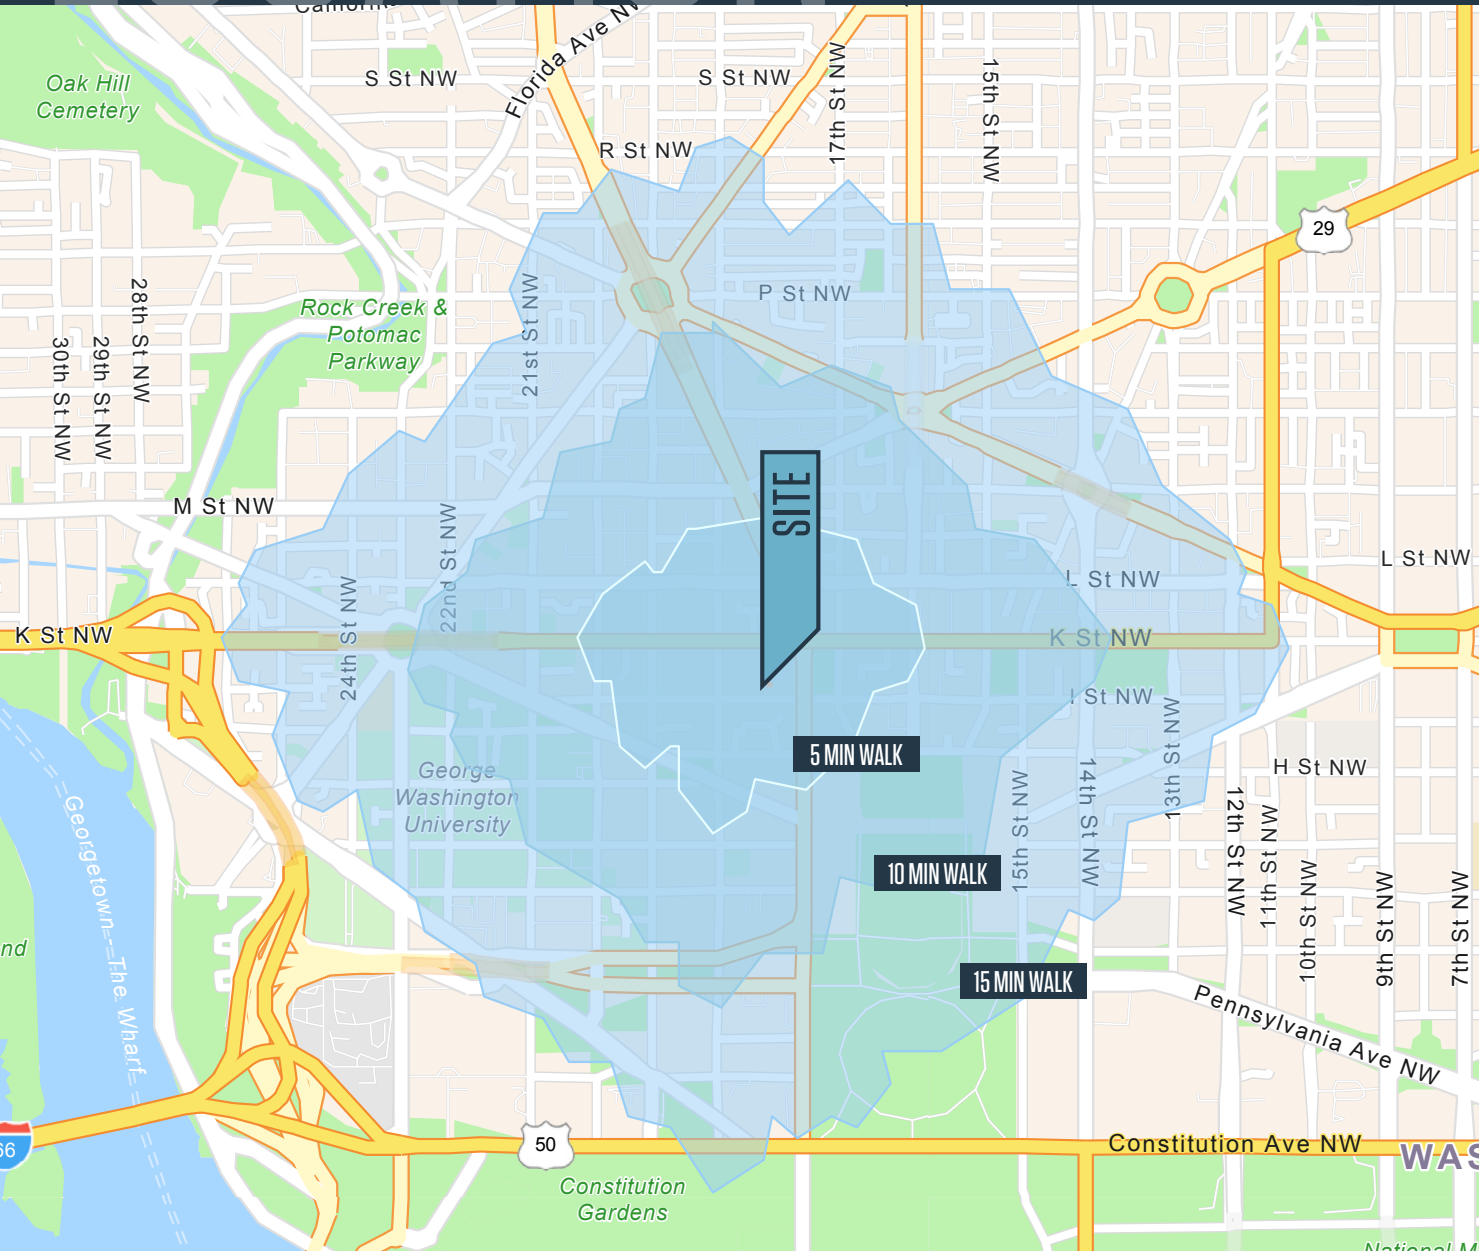 S St NW
S St NW
Florida Ave NW
17th St NW
15th St NW
Oak Hill
Cemetery
R St NW
29
P St NW
28th St NW
21st St NW
Rock Creek &
Potomac
Parkway
30th St NW
29th St NW
SITE
M St NW
22nd St NW
L St NW
L St NW
24th St NW
K St NW
K St NW
I St NW
13th St NW
5 MIN WALK
H St NW
George
Washington
University
14th St NW
15th St NW
12th St NW
11th St NW
10th St NW
9th St NW
7th St NW
10 MIN WALK
Georgetown - The Wharf
nd
15 MIN WALK
Pennsylvania Ave NW
66
50
Constitution Ave NW
WAS
Constitution
Gardens
National M